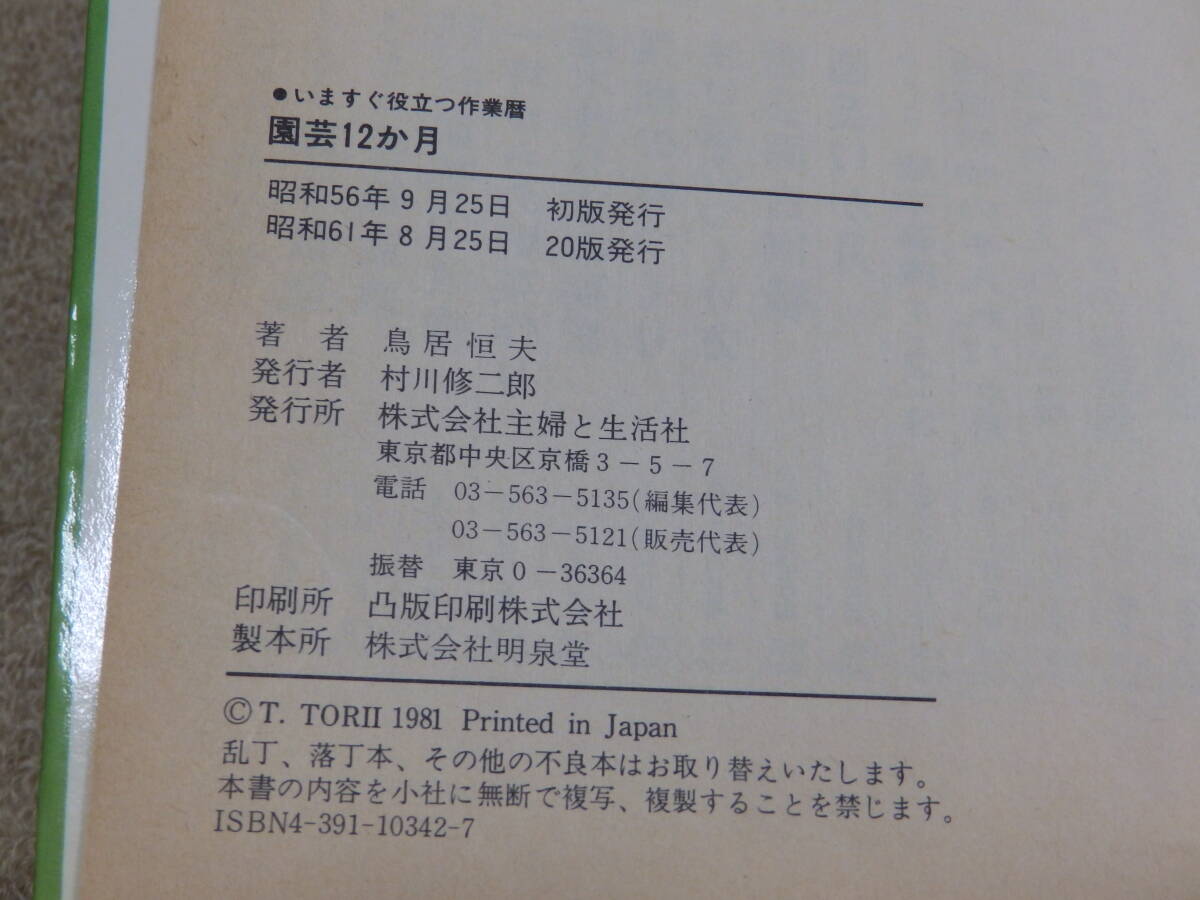 ●いますぐ役立つ作業暦
園芸12か月
昭和56年9月25日 初版発行
昭和61年8月25日 20版発行
著者 鳥居恒夫
発行者 村川修二郎
発行所 株式会社主婦と生活社
東京都中央区京橋3-5-7
電話 03-563-5135(編集代表)
03-563-5121(販売代表)
振替 東京0-36364
印刷所 凸版印刷株式会社
製本所 株式会社明泉堂
©T. TORII 1981 Printed in Japan
乱丁、落丁本、その他の不良本はお取り替えいたします。
本書の内容を小社に無断で複写、複製することを禁じます。
ISBN4-391-10342-7